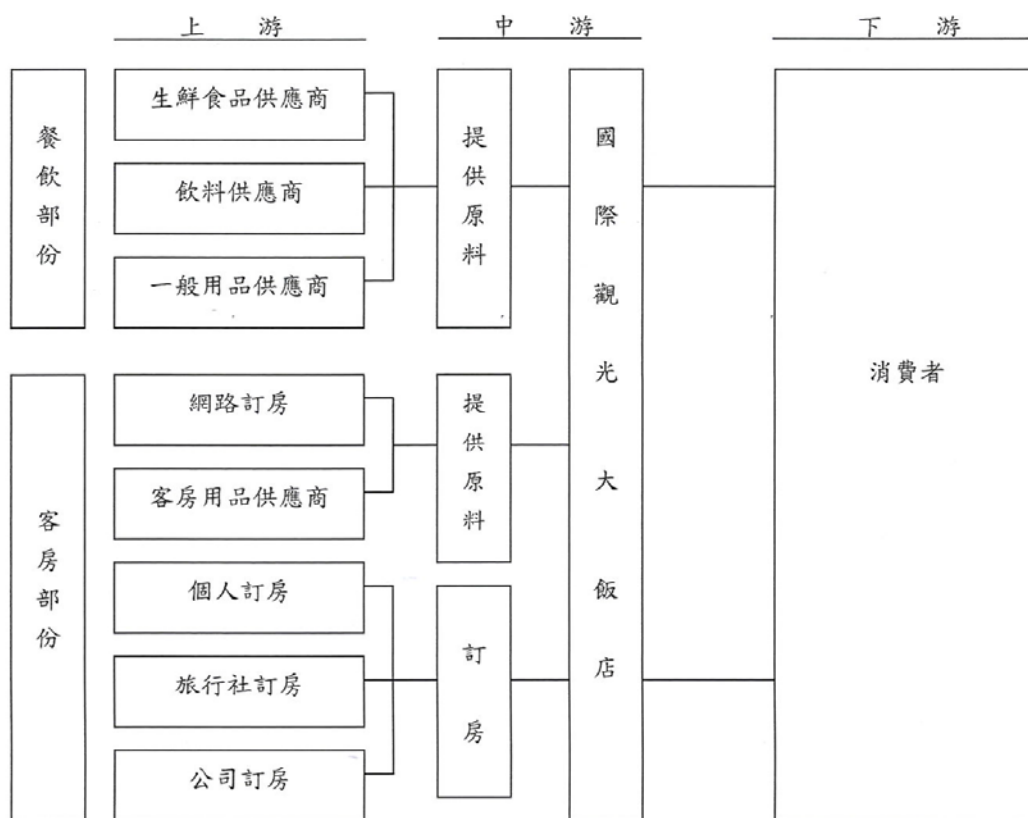 上游
中游
下游
餐飲部份
生鮮食品供應商
飲料供應商
一般用品供應商
提供原料
客房部份
網路訂房
客房用品供應商
個人訂房
旅行社訂房
公司訂房
提供原料
訂房
國際觀光大飯店
消費者